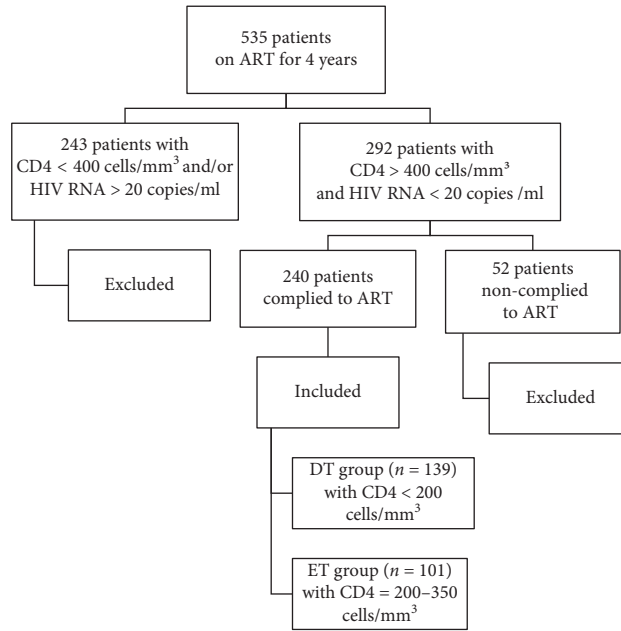 535 patients
on ART for 4 years
243 patients with
CD4 < 400 cells/mm³ and/or
HIV RNA > 20 copies/ml
292 patients with
CD4 > 400 cells/mm³
and HIV RNA < 20 copies /ml
Excluded
240 patients
complied to ART
52 patients
non-complied
to ART
Included
Excluded
DT group (n = 139)
with CD4 < 200
cells/mm³
ET group (n = 101)
with CD4 = 200–350
cells/mm³